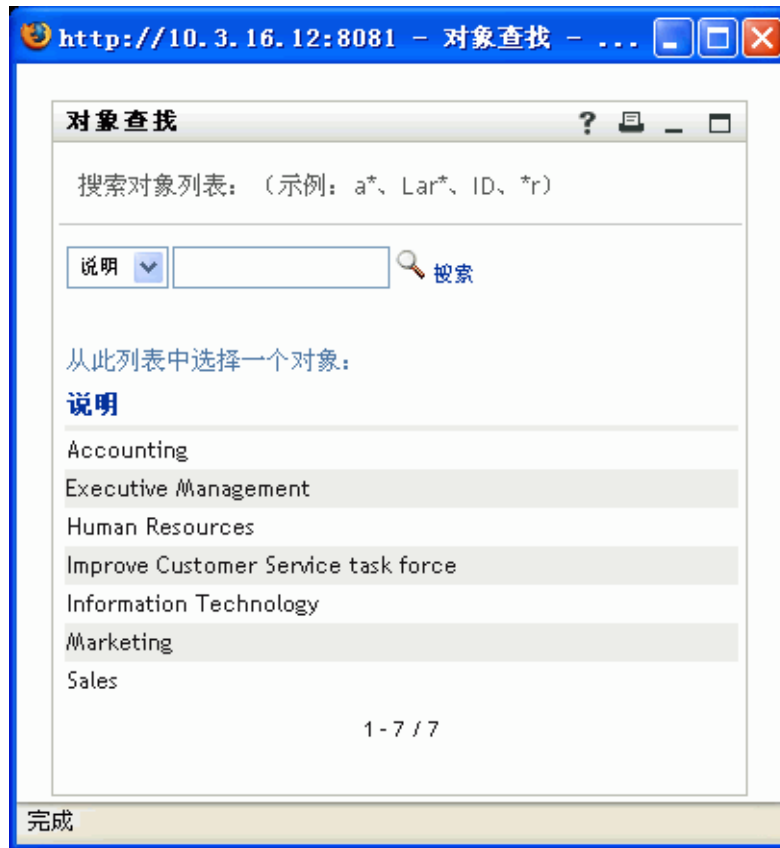 http://10.3.16.12:8081 - 对象查找 - ...
对象查找
搜索对象列表：（示例：a*、Lar*、ID、*r）
说明 搜索
从此列表中选择一个对象：
说明
Accounting
Executive Management
Human Resources
Improve Customer Service task force
Information Technology
Marketing
Sales
1 - 7 / 7
完成